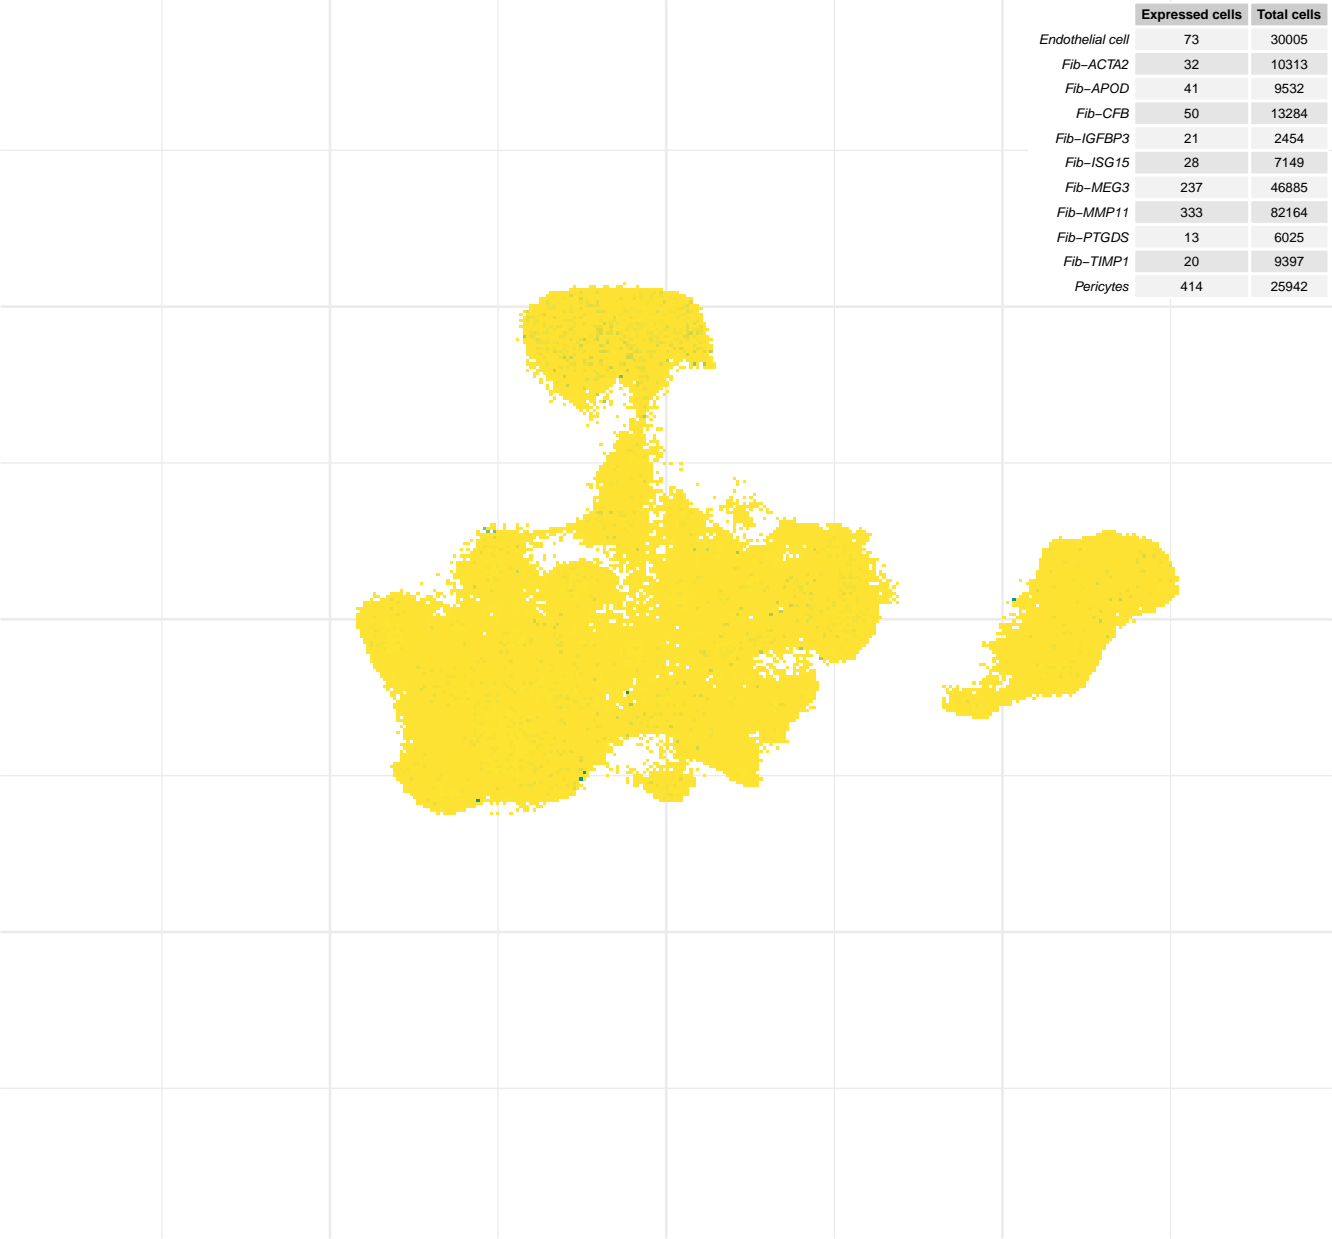 Expressed cells Total cells
Endothelial cell 73 30005
Fib−ACTA2 32 10313
Fib−APOD 41 9532
Fib−CFB 50 13284
Fib−IGFBP3 21 2454
Fib−ISG15 28 7149
Fib−MEG3 237 46885
Fib−MMP11 333 82164
Fib−PTGDS 13 6025
Fib−TIMP1 20 9397
Pericytes 414 25942